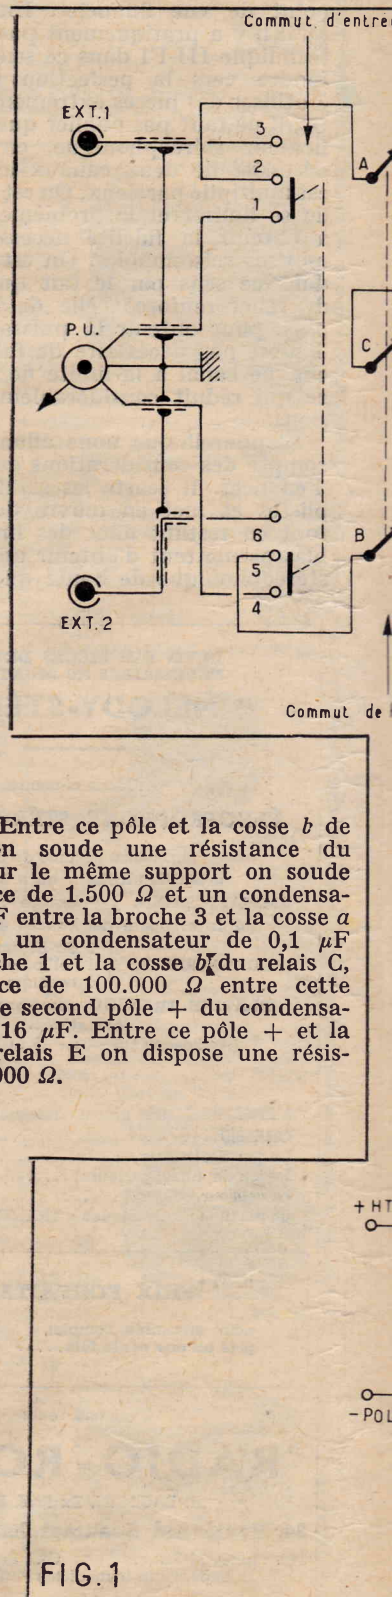 Commut. d'entrée
EXT.1
3
2
A
1
P.U.
C
6
B
5
4
EXT.2
Commut de
Entre ce pôle et la cosse b de
on soude une résistance du
ur le même support on soude
ce de 1.500 Ω et un condensa-
F entre la broche 3 et la cosse a
un condensateur de 0,1 μF
che 1 et la cosse b du relais C,
ce de 100.000 Ω entre cette
e second pôle + du condensa-
16 μF. Entre ce pôle + et la
relais E on dispose une résis-
000 Ω.
+ HT
- POL
FIG.1